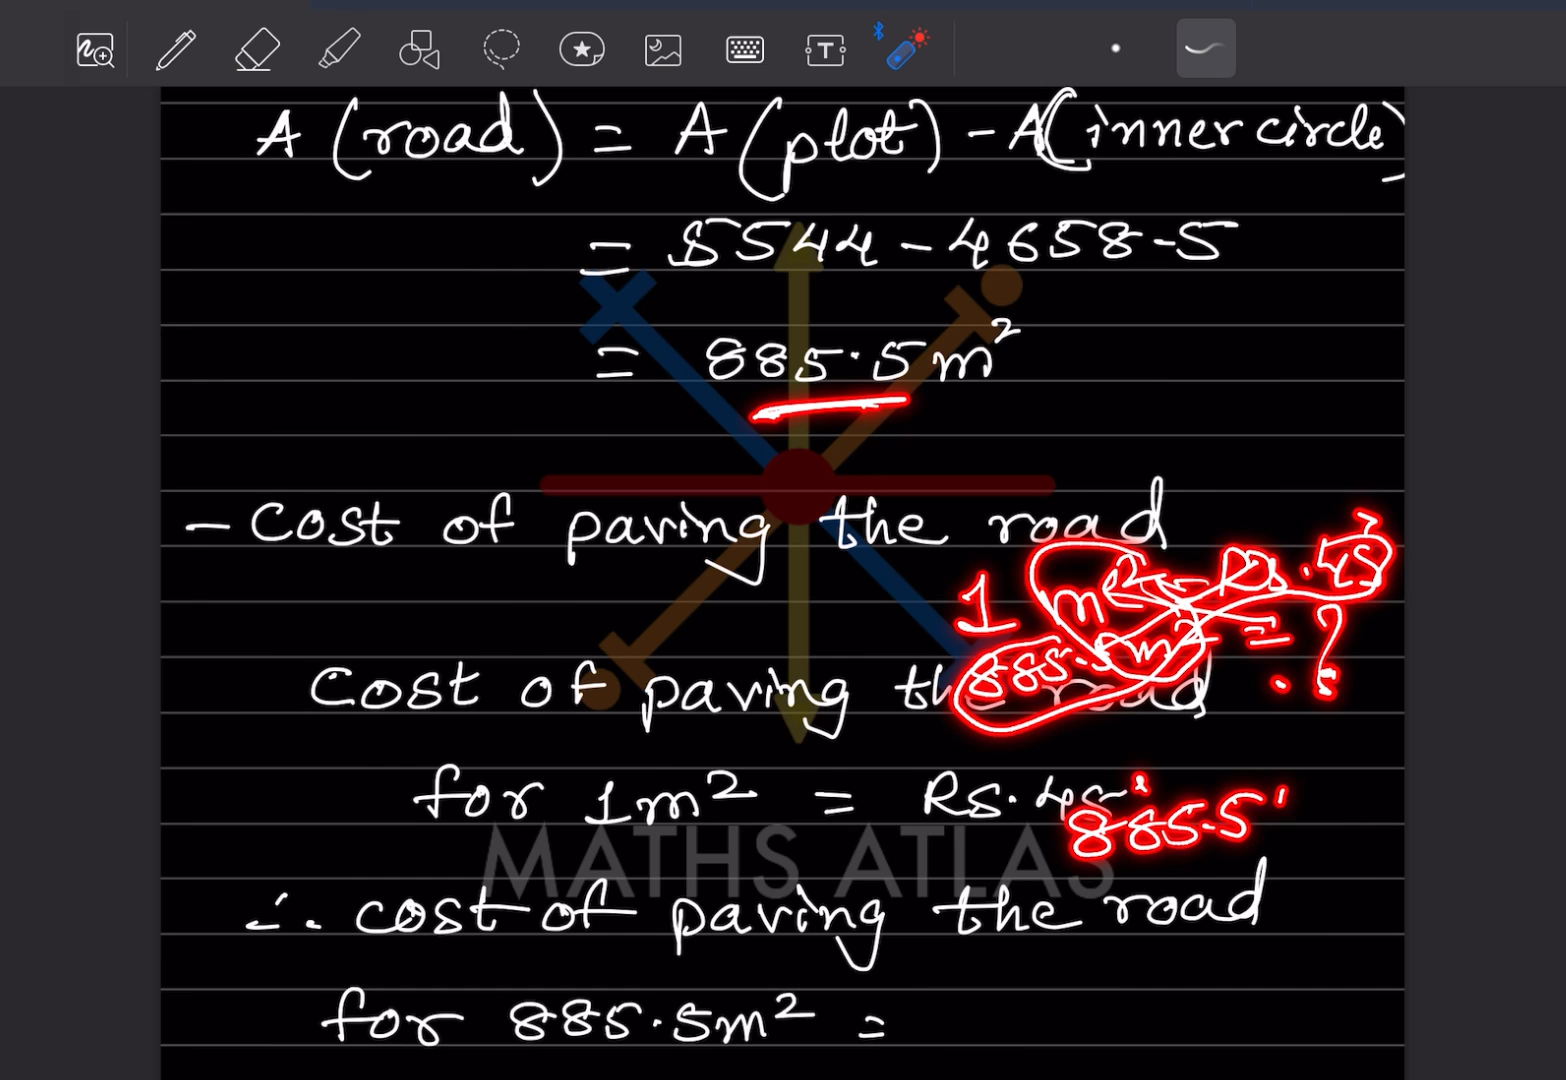 A (road) = A (plot) - A(inner circle)
= 5544 - 4658.5
= 885.5 m²
- Cost of paving the road
1 m² = Rs. 45
885.5 m² = ?
Cost of paving the road
for 1m² = Rs. 45
885.5
MATHS ATLAS
∴ cost of paving the road
for 885.5m² =